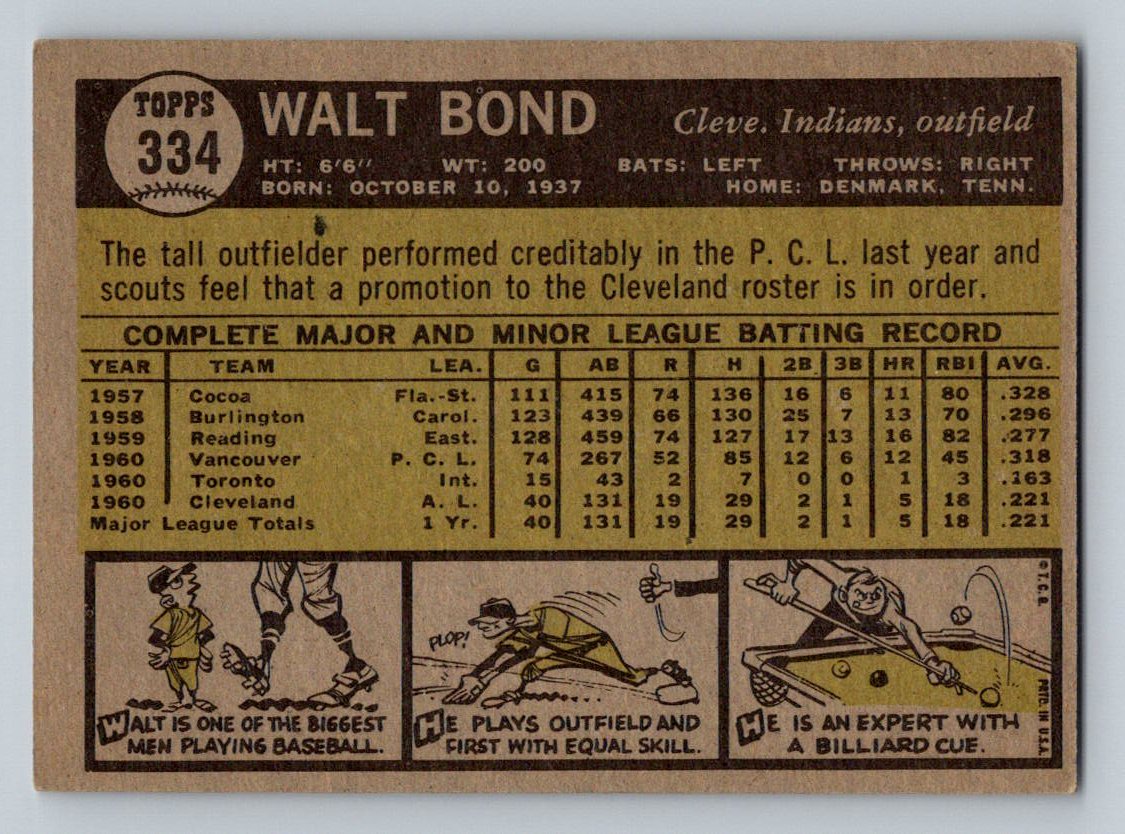 TOPPS
334
WALT BOND
Cleve. Indians, outfield
HT: 6'6" WT: 200 BATS: LEFT THROWS: RIGHT
BORN: OCTOBER 10, 1937 HOME: DENMARK, TENN.
The tall outfielder performed creditably in the P. C. L. last year and
scouts feel that a promotion to the Cleveland roster is in order.
COMPLETE MAJOR AND MINOR LEAGUE BATTING RECORD
YEAR TEAM LEA. G AB R H 2B 3B HR RBI AVG.
1957 Cocoa Fla.-St. 111 415 74 136 16 6 11 80 .328
1958 Burlington Carol. 123 439 66 130 25 7 13 70 .296
1959 Reading East. 128 459 74 127 17 13 16 82 .277
1960 Vancouver P. C. L. 74 267 52 85 12 6 12 45 .318
1960 Toronto Int. 15 43 2 7 0 0 1 3 .163
1960 Cleveland A. L. 40 131 19 29 2 1 5 18 .221
Major League Totals 1 Yr. 40 131 19 29 2 1 5 18 .221
WALT IS ONE OF THE BIGGEST
MEN PLAYING BASEBALL.
PLOP!
HE PLAYS OUTFIELD AND
FIRST WITH EQUAL SKILL.
HE IS AN EXPERT WITH
A BILLIARD CUE.
© T.C.G. PRTD. IN U.S.A.